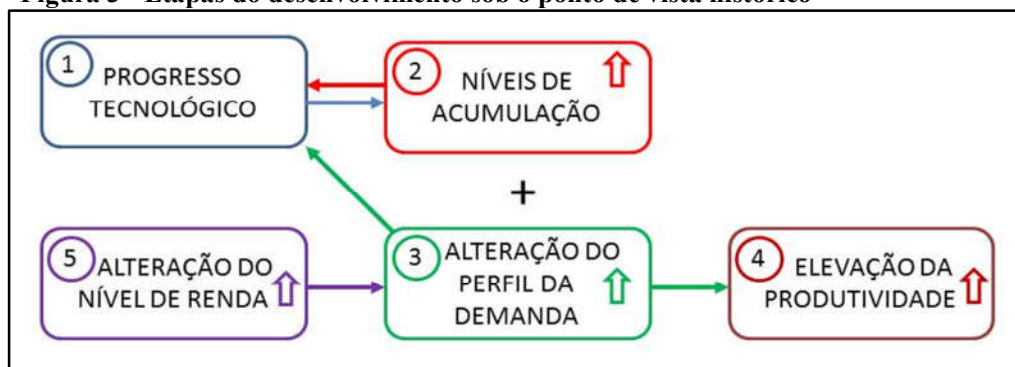 Figura 3 - Etapas do desenvolvimento sob o ponto de vista histórico
1
PROGRESSO
TECNOLÓGICO
2
NÍVEIS DE
ACUMULAÇÃO
+
5
ALTERAÇÃO DO
NÍVEL DE RENDA
3
ALTERAÇÃO DO
PERFIL DA
DEMANDA
4
ELEVAÇÃO DA
PRODUTIVIDADE